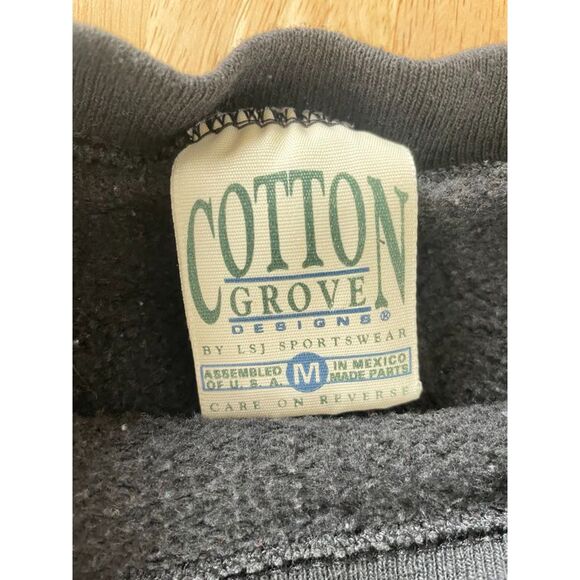 COTTON
GROVE
DESIGNS®
BY LSJ SPORTSWEAR
ASSEMBLED IN MEXICO
OF U.S.A. M MADE PARTS
CARE ON REVERSE